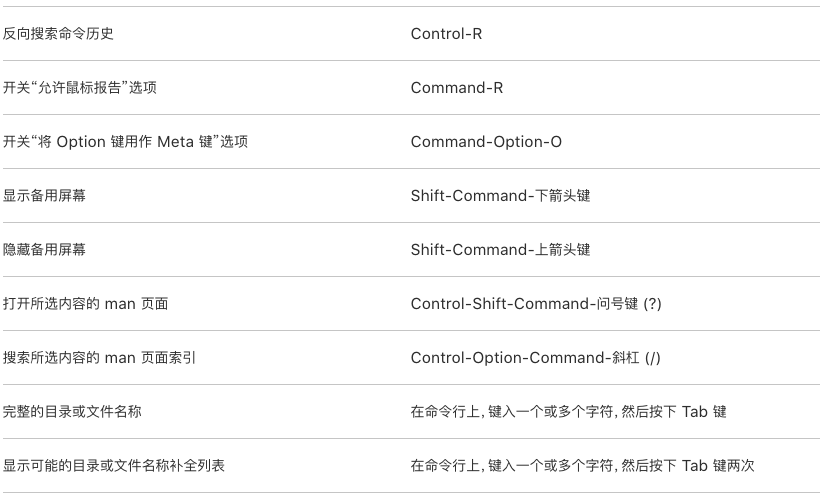 反向搜索命令历史 Control-R
开关“允许鼠标报告”选项 Command-R
开关“将 Option 键用作 Meta 键”选项 Command-Option-O
显示备用屏幕 Shift-Command-下箭头键
隐藏备用屏幕 Shift-Command-上箭头键
打开所选内容的 man 页面 Control-Shift-Command-问号键 (?)
搜索所选内容的 man 页面索引 Control-Option-Command-斜杠 (/)
完整的目录或文件名称 在命令行上，键入一个或多个字符，然后按下 Tab 键
显示可能的目录或文件名称补全列表 在命令行上，键入一个或多个字符，然后按下 Tab 键两次